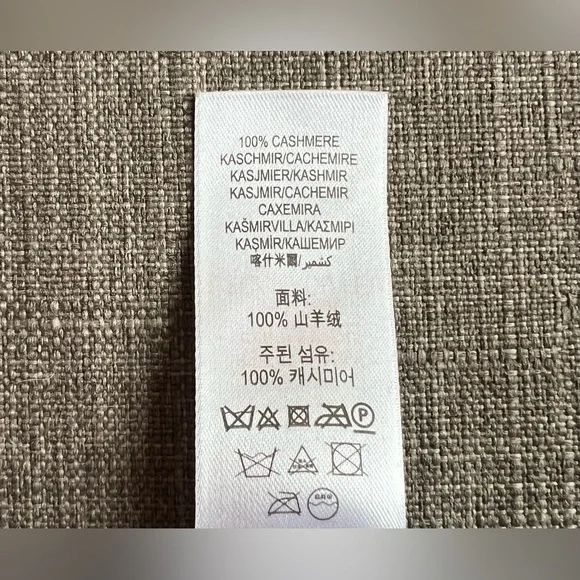 100% CASHMERE
KASCHMIR/CACHEMIRE
KASJMIER/KASHMIR
KASJMIR/CACHEMIR
CAXEMIRA
KAŠMIRVILLA/ΚΑΣΜΙΡΙ
KAŞMİR/КАШЕМИР
喀什米爾/كشمير
面料:
100% 山羊绒
주된 섬유:
100% 캐시미어
P